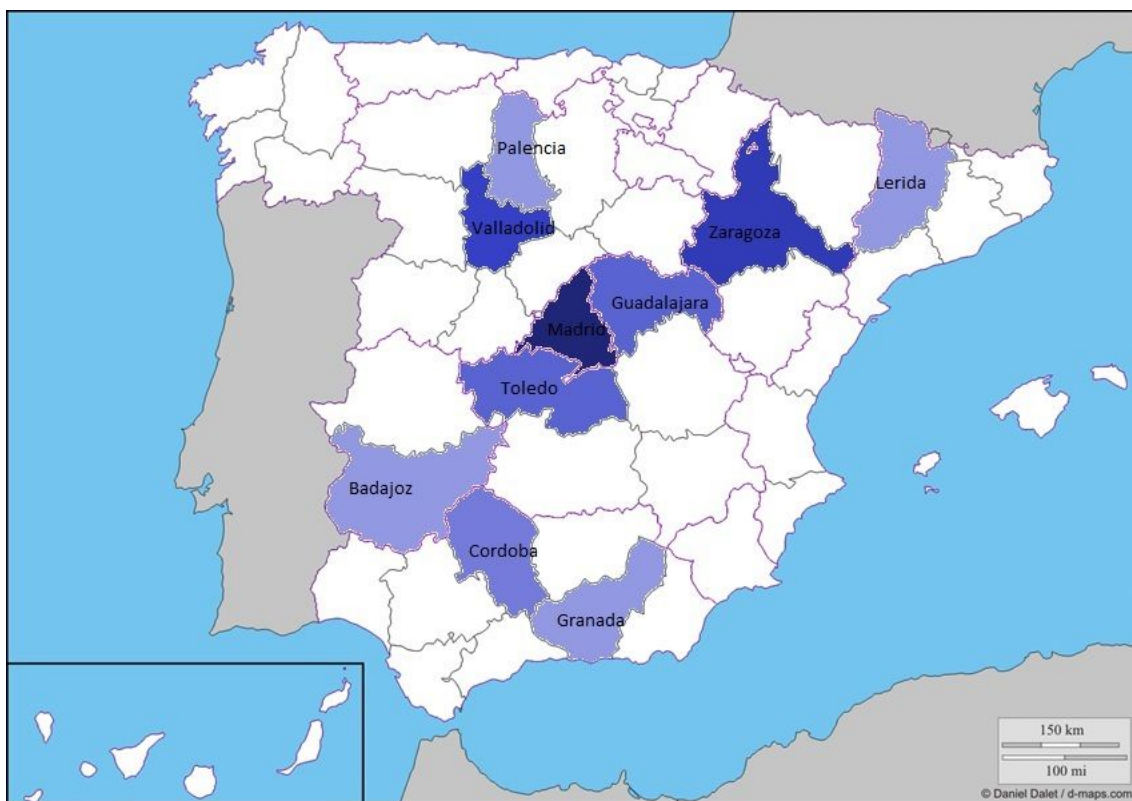 Palencia
Lerida
Valladolid
Zaragoza
Guadalajara
Madrid
Toledo
Badajoz
Cordoba
Granada
150 km
100 mi
© Daniel Dalet / d-maps.com